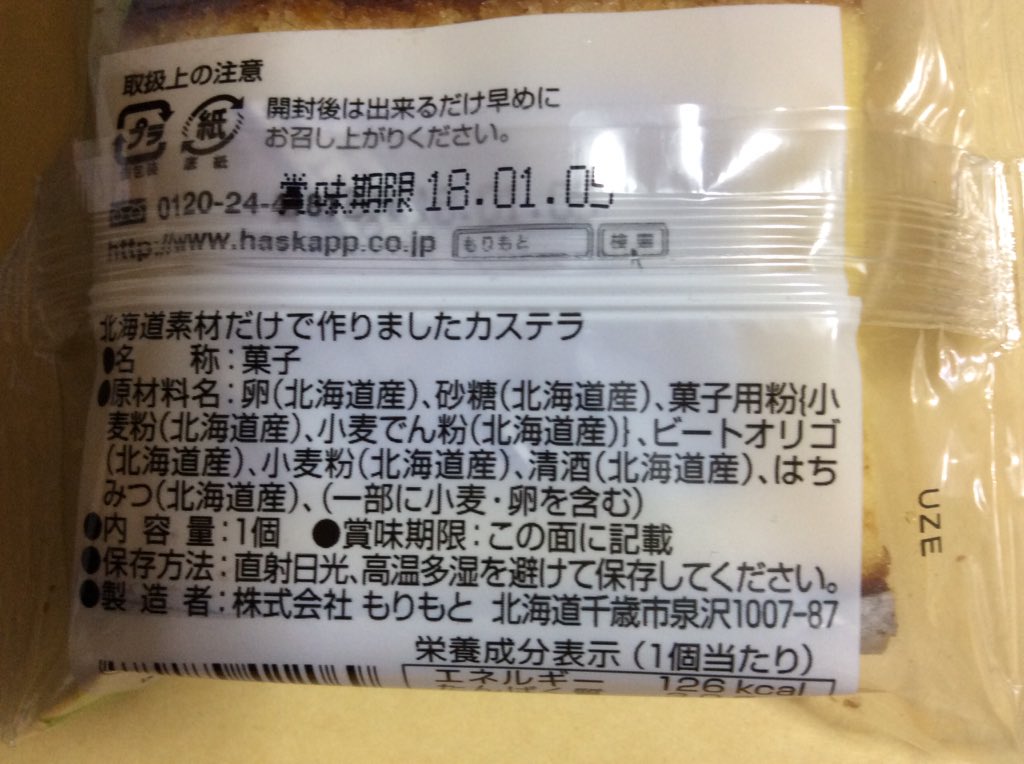 取扱上の注意
プラ
紙
開封後は出来るだけ早めに
お召し上がりください。
賞味期限 18.01.05
0120-24-
http://www.haskapp.co.jp もりもと 検索
北海道素材だけで作りましたカステラ
●名 称:菓子
●原材料名:卵(北海道産)、砂糖(北海道産)、菓子用粉{小
麦粉(北海道産)、小麦でん粉(北海道産)}、ビートオリゴ
(北海道産)、小麦粉(北海道産)、清酒(北海道産)、はち
みつ(北海道産)、(一部に小麦・卵を含む)
●内容量:1個 ●賞味期限:この面に記載
●保存方法:直射日光、高温多湿を避けて保存してください。
●製造者:株式会社 もりもと 北海道千歳市泉沢1007-87
栄養成分表示(1個当たり)
エネルギー 126 kcal
たんぱく質
UZE